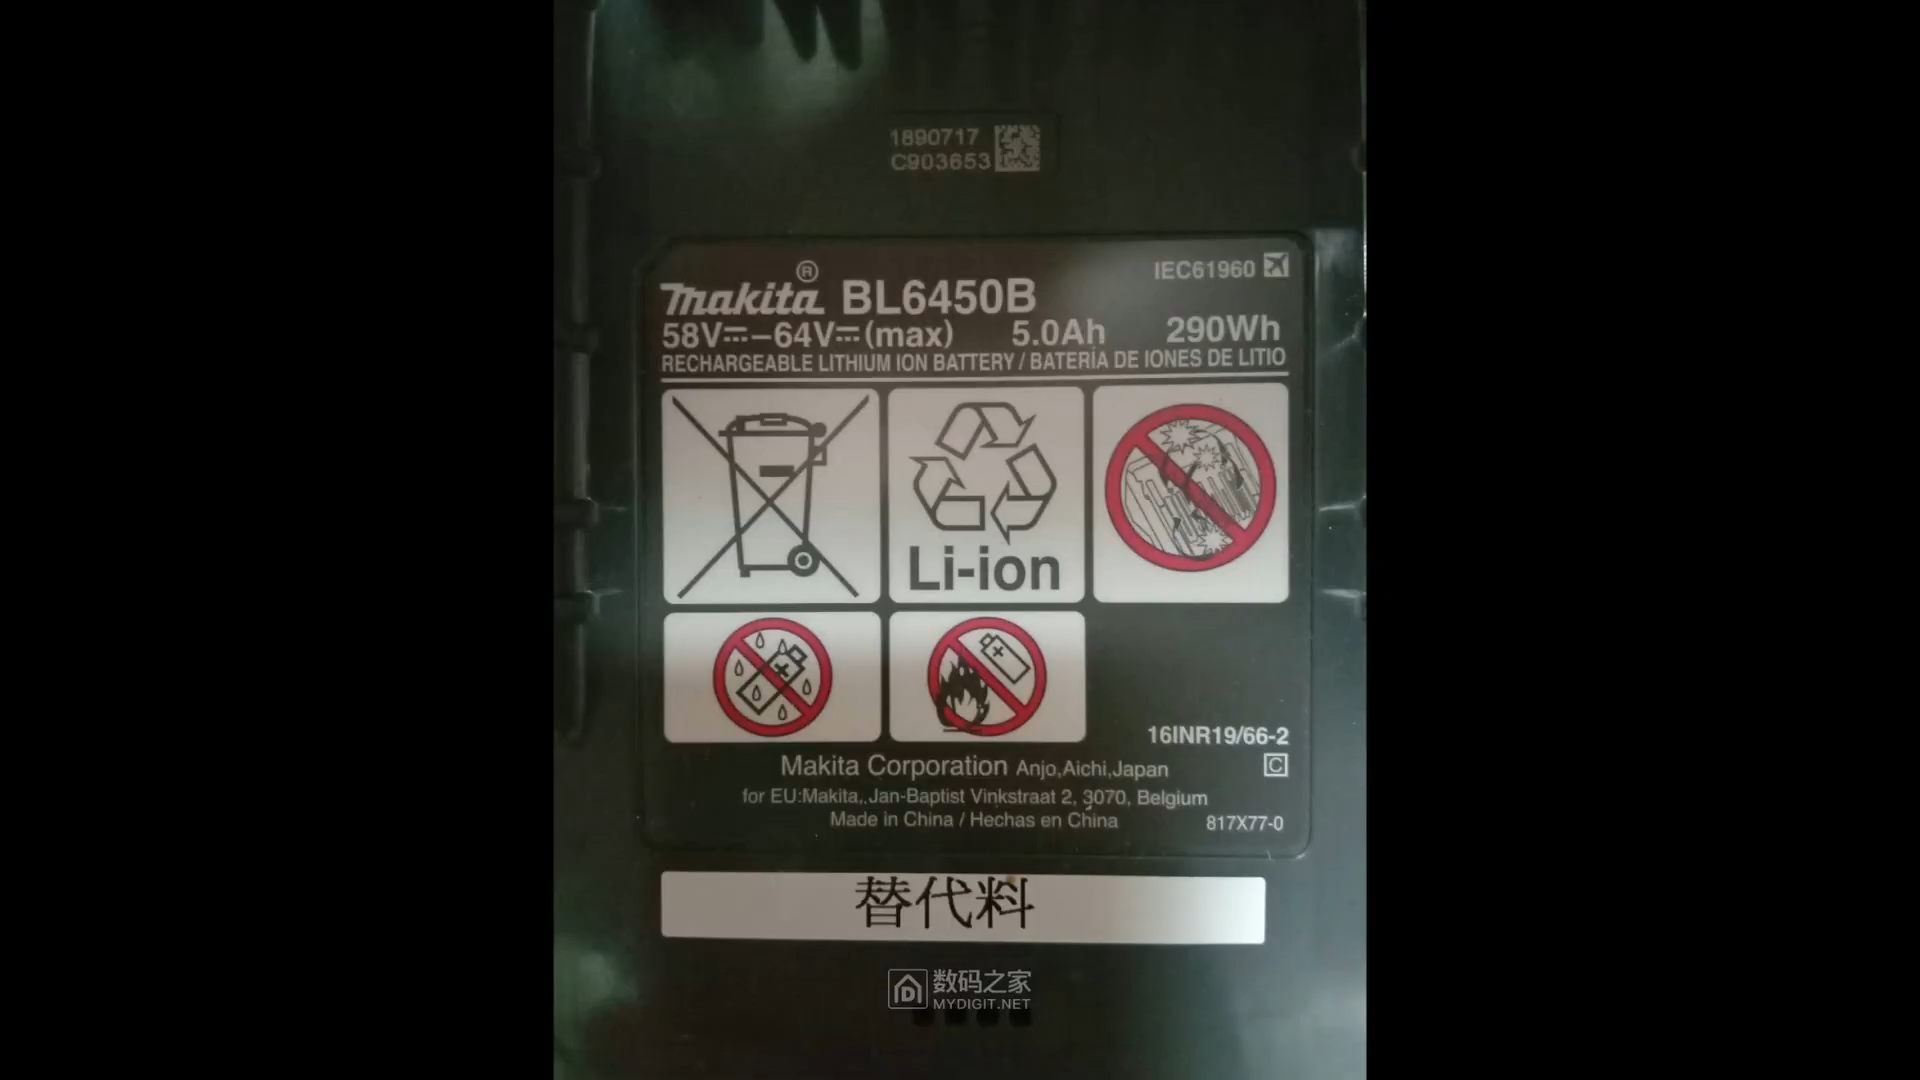 1890717
C903653
IEC61960
makita® BL6450B
58V⎓–64V⎓(max) 5.0Ah 290Wh
RECHARGEABLE LITHIUM ION BATTERY / BATERÍA DE IONES DE LITIO
Li-ion
16INR19/66-2
C
Makita Corporation Anjo,Aichi,Japan
for EU:Makita,.Jan-Baptist Vinkstraat 2, 3070, Belgium
Made in China / Hechas en China
817X77-0
替代料
数码之家
MYDIGIT.NET